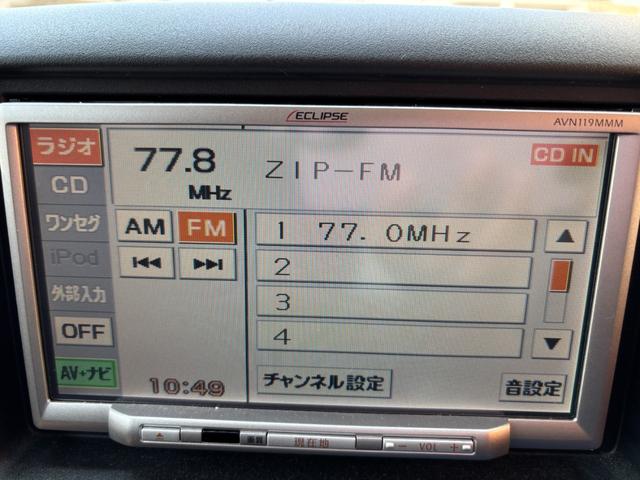 ECLIPSE
AVN119MMM
ラジオ
77.8
MHz
ZIP-FM
CD IN
CD
ワンセグ
AM
FM
1 77.0MHz
iPod
2
外部入力
3
OFF
4
AV+ナビ
10:49
チャンネル設定
音設定
画質
現在地
- VOL +